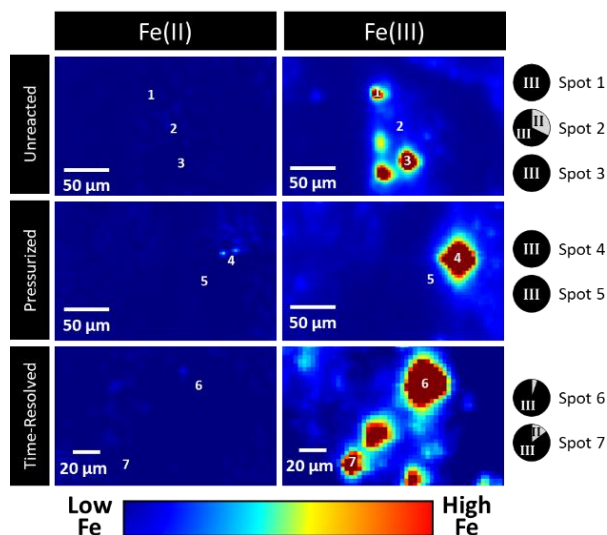 Fe(II) Fe(III)
Unreacted
1
2
3
50 µm
1
2
3
50 µm
III Spot 1
II
III Spot 2
III Spot 3
Pressurized
4
5
50 µm
4
5
50 µm
III Spot 4
III Spot 5
Time-Resolved
6
7
20 µm
6
7
20 µm
III Spot 6
II
III Spot 7
Low
Fe
High
Fe